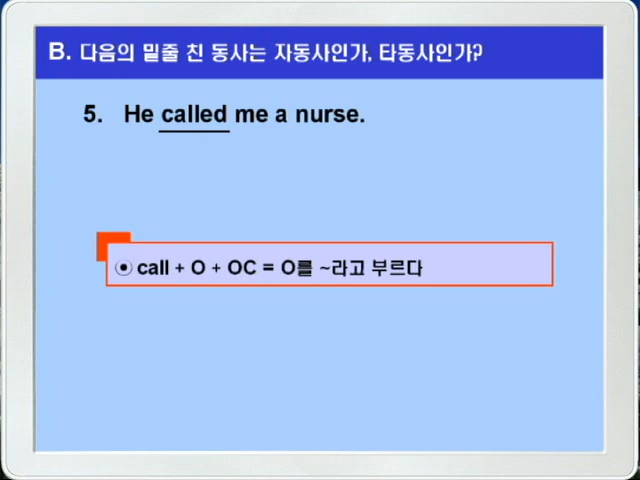 B. 다음의 밑줄 친 동사는 자동사인가, 타동사인가?
5. He called me a nurse.
call + O + OC = O를 ~라고 부르다